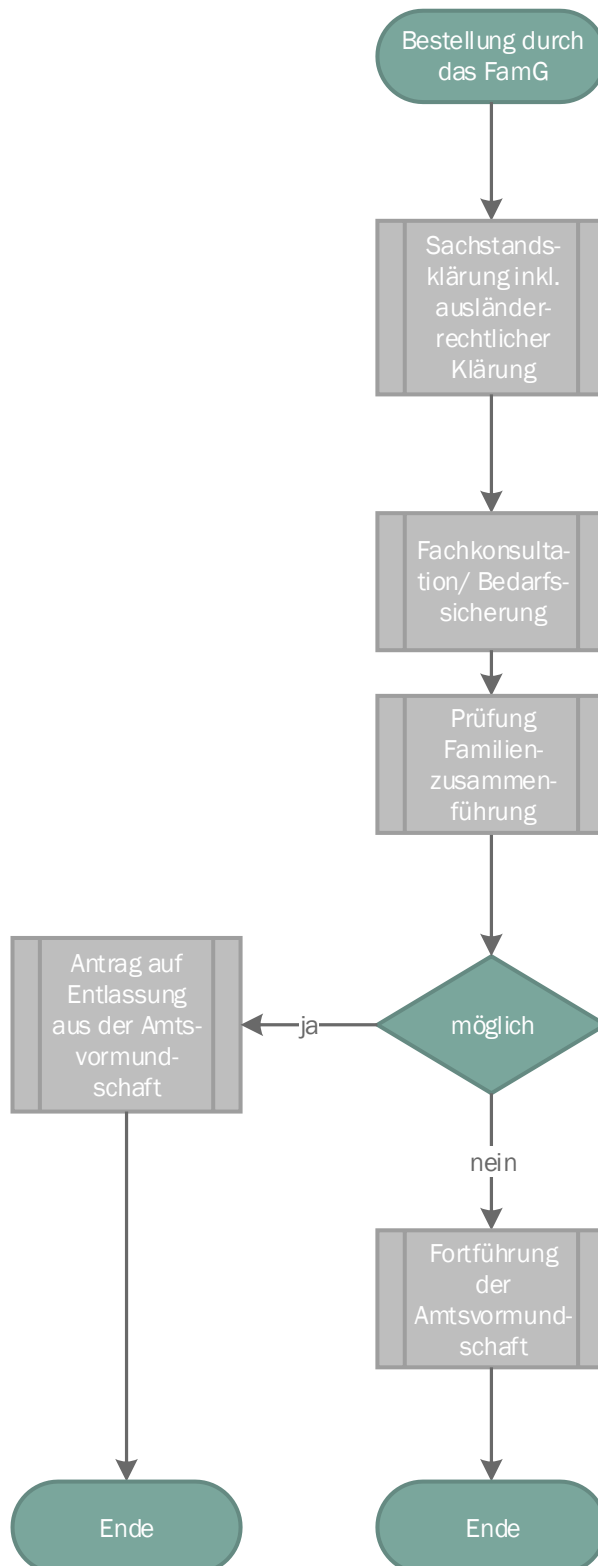 Bestellung durch
das FamG
Sachstands-
klärung inkl.
ausländer-
rechtlicher
Klärung
Fachkonsulta-
tion/ Bedarfs-
sicherung
Prüfung
Familien-
zusammen-
führung
möglich
ja
Antrag auf
Entlassung
aus der Amts-
vormund-
schaft
nein
Fortführung
der
Amtsvormund-
schaft
Ende
Ende